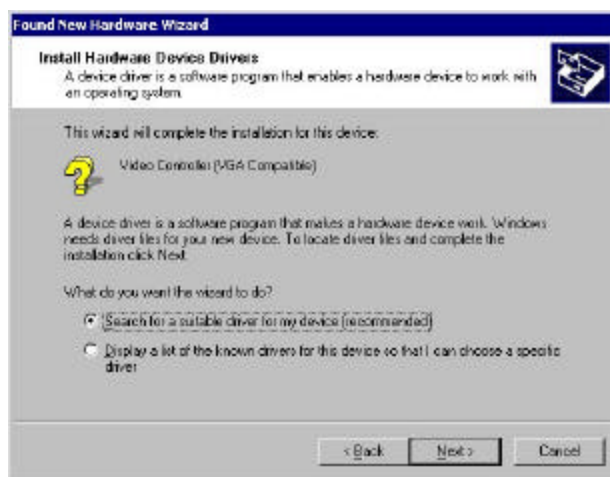 Found New Hardware Wizard
Install Hardware Device Drivers
A device driver is a software program that enables a hardware device to work with
an operating system.
This wizard will complete the installation for this device:
Video Controller (VGA Compatible)
A device driver is a software program that makes a hardware device work. Windows
needs driver files for your new device. To locate driver files and complete the
installation click Next.
What do you want the wizard to do?
Search for a suitable driver for my device (recommended)
Display a list of the known drivers for this device so that I can choose a specific
driver
< Back Next > Cancel